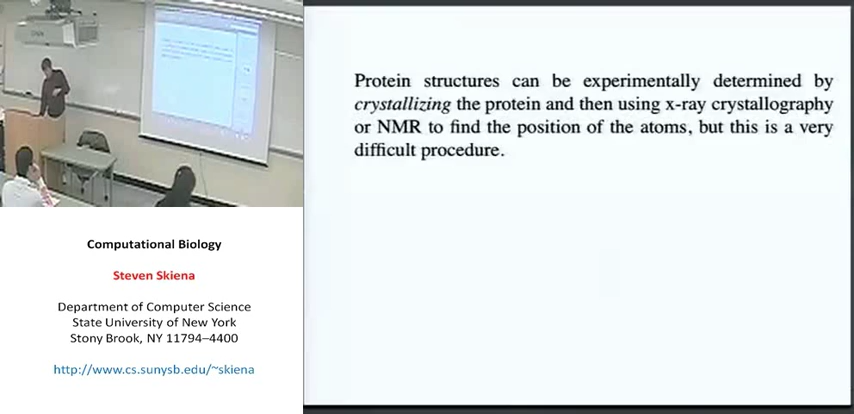 Computational Biology
Steven Skiena
Department of Computer Science
State University of New York
Stony Brook, NY 11794–4400
http://www.cs.sunysb.edu/~skiena
Protein structures can be experimentally determined by
crystallizing the protein and then using x-ray crystallography
or NMR to find the position of the atoms, but this is a very
difficult procedure.